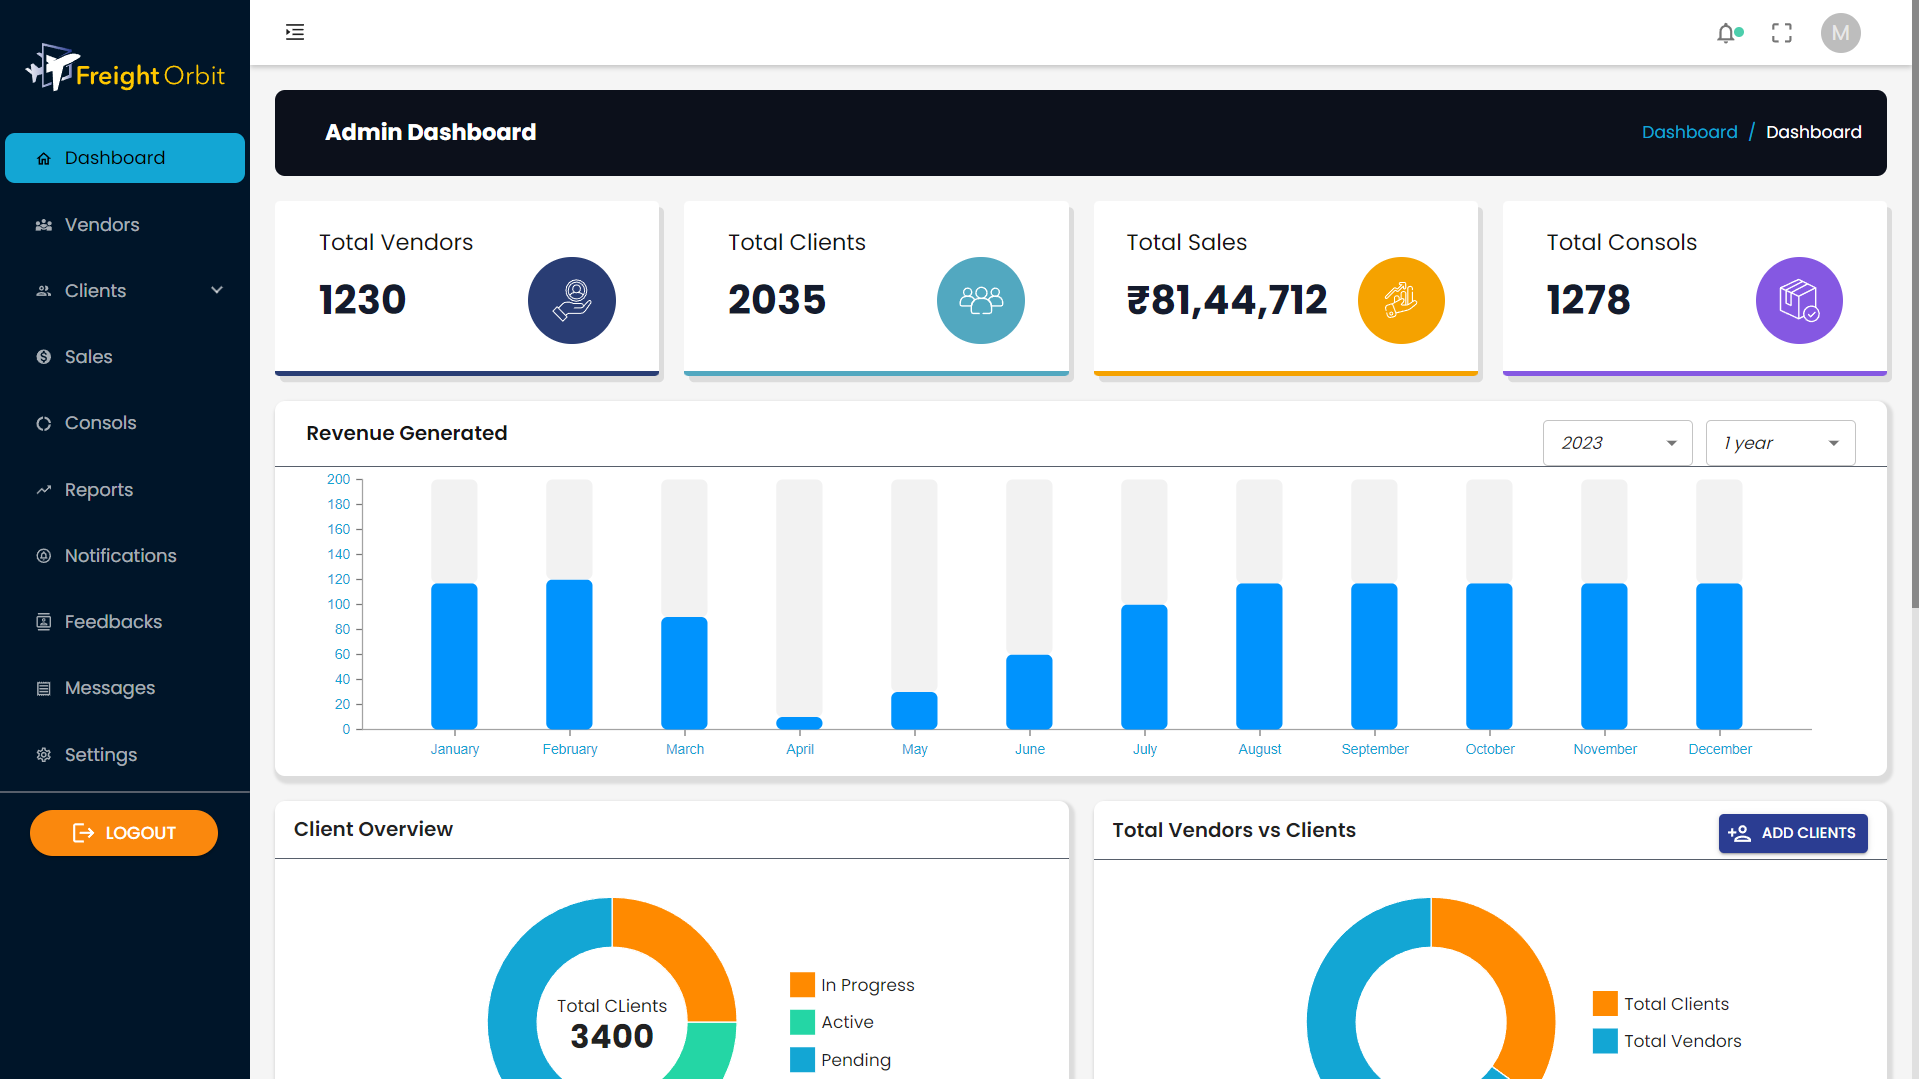 Freight Orbit
Dashboard
Vendors
Clients
Sales
Consols
Reports
Notifications
Feedbacks
Messages
Settings
LOGOUT
M
Admin Dashboard
Dashboard / Dashboard
Total Vendors
1230
Total Clients
2035
Total Sales
₹81,44,712
Total Consols
1278
Revenue Generated
2023
1 year
200
180
160
140
120
100
80
60
40
20
0
January February March April May June July August September October November December
Client Overview
Total CLients
3400
In Progress
Active
Pending
Total Vendors vs Clients
ADD CLIENTS
Total Clients
Total Vendors